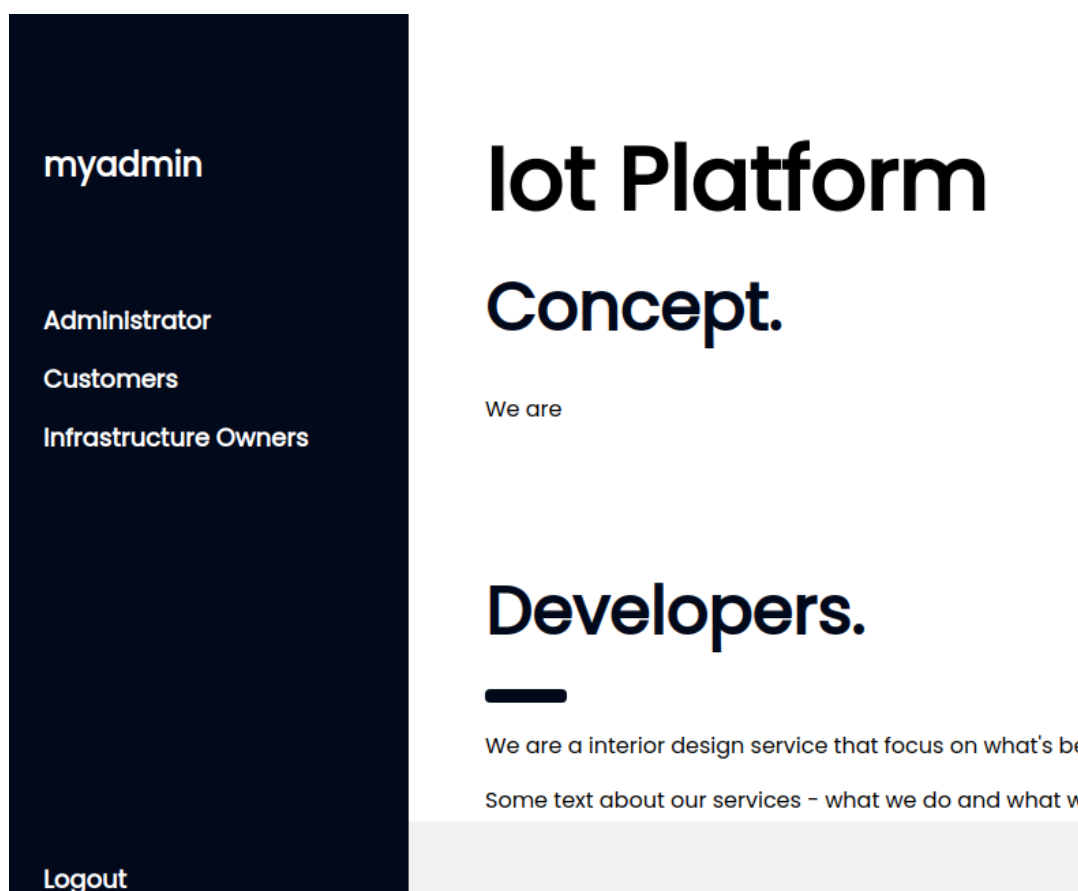 myadmin
Administrator
Customers
Infrastructure Owners
Logout
Iot Platform
Concept.
We are
Developers.
We are a interior design service that focus on what's
Some text about our services - what we do and what